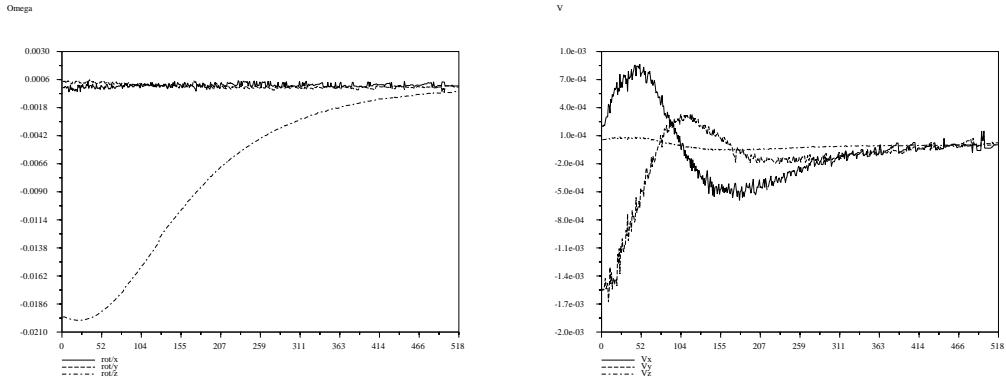 Omega
0.0030
0.0006
-0.0018
-0.0042
-0.0066
-0.0090
-0.0114
-0.0138
-0.0162
-0.0186
-0.0210
0 52 104 155 207 259 311 363 414 466 518
rot/x
rot/y
rot/z
V
1.0e-03
7.0e-04
4.0e-04
1.0e-04
-2.0e-04
-5.0e-04
-8.0e-04
-1.1e-03
-1.4e-03
-1.7e-03
-2.0e-03
0 52 104 155 207 259 311 363 414 466 518
Vx
Vy
Vz